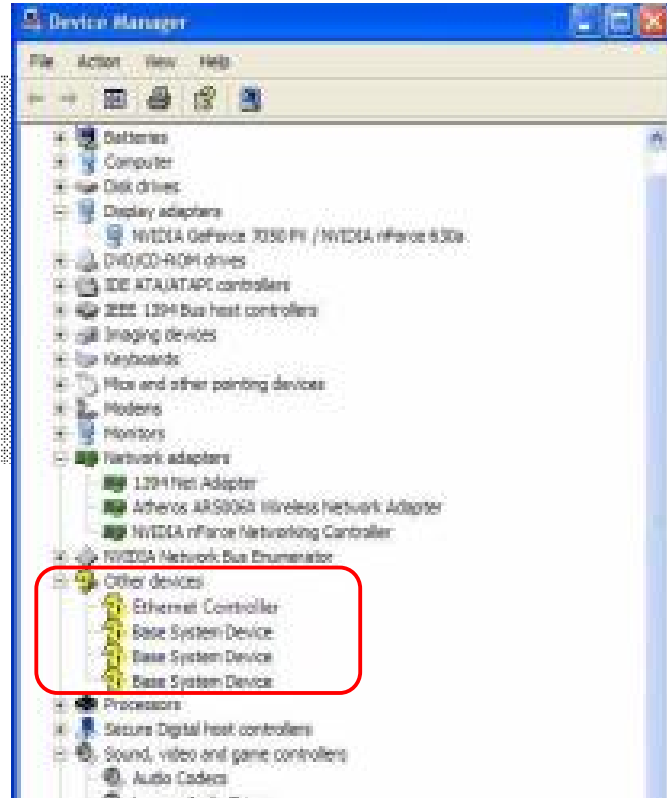 Device Manager
File Action View Help
Batteries
Computer
Disk drives
Display adapters
NVIDIA GeForce 7050 PV / NVIDIA nForce 630a
DVD/CD-ROM drives
IDE ATA/ATAPI controllers
IEEE 1394 Bus host controllers
Imaging devices
Keyboards
Mice and other pointing devices
Modems
Monitors
Network adapters
1394 Net Adapter
Atheros Wireless Network Adapter
NVIDIA nForce Networking Controller
NVIDIA Network Bus Enumerator
Other devices
Ethernet Controller
Base System Device
Base System Device
Base System Device
Processors
Secure Digital host controllers
Sound, video and game controllers
Audio Codecs